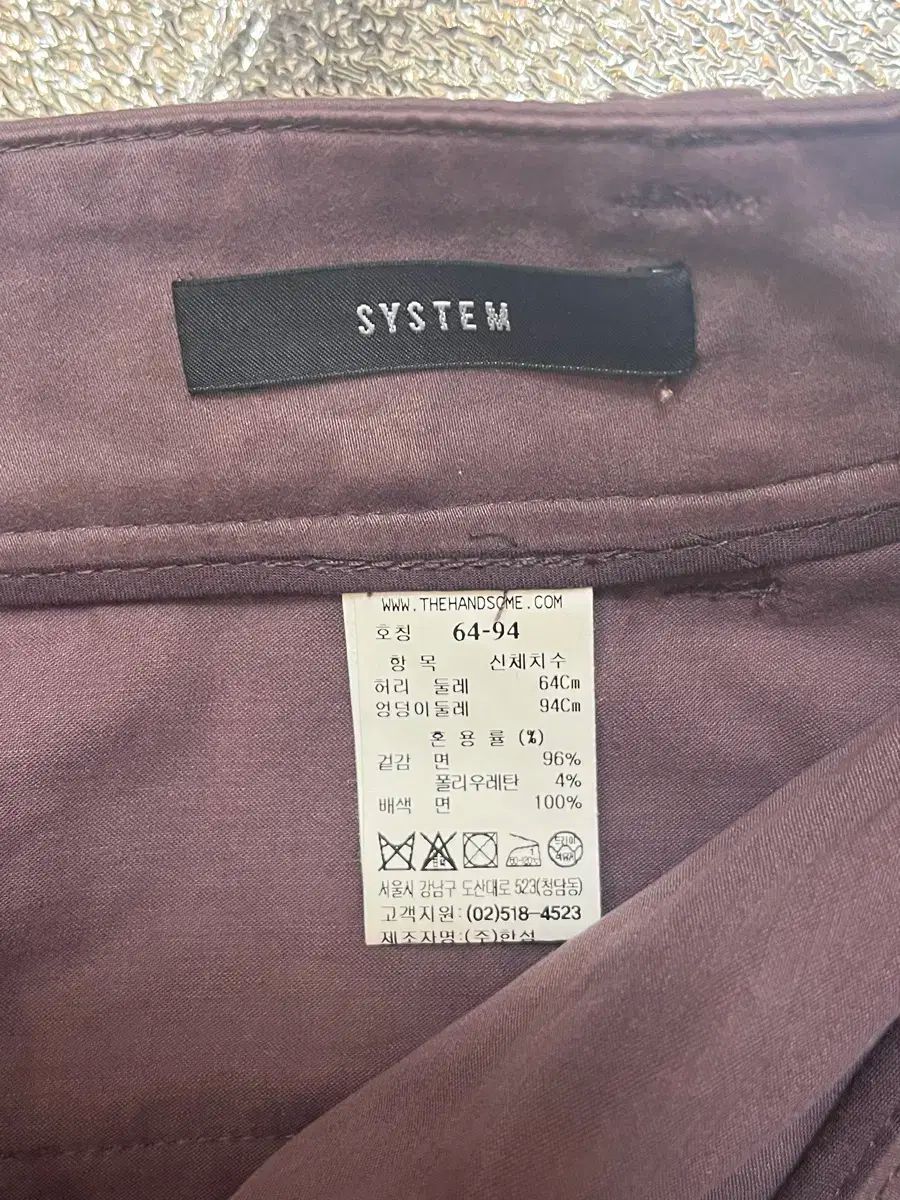 SYSTEM
WWW.THEHANDSOME.COM
호칭 64-94
항 목 신체치수
허리 둘레 64Cm
엉덩이둘레 94Cm
혼 용 률 (%)
겉감 면 96%
폴리우레탄 4%
배색 면 100%
서울시 강남구 도산대로 523(청담동)
고객지원: (02)518-4523
제조자명:(주)한섬